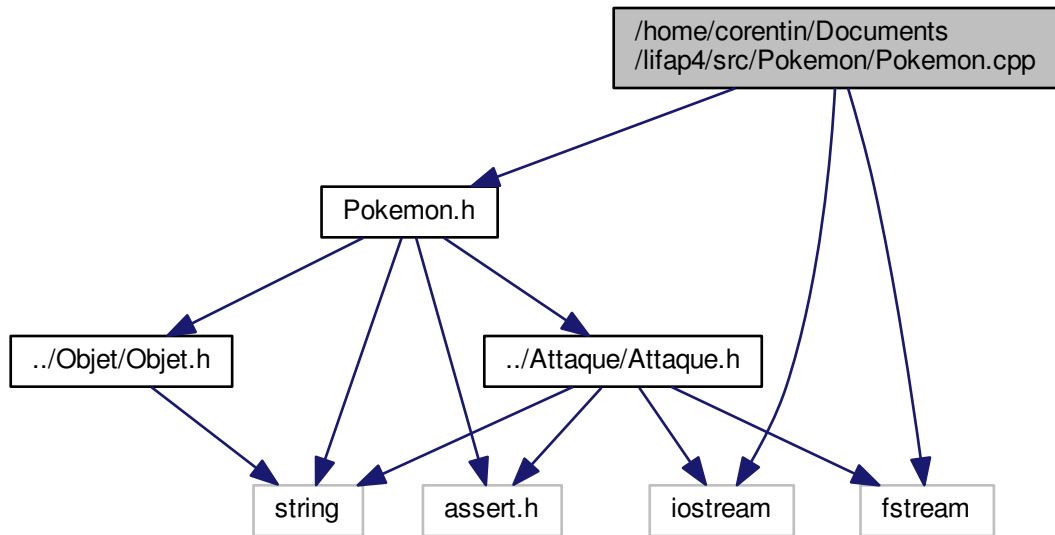 /home/corentin/Documents
/lifap4/src/Pokemon/Pokemon.cpp
Pokemon.h
../Objet/Objet.h
../Attaque/Attaque.h
string
assert.h
iostream
fstream